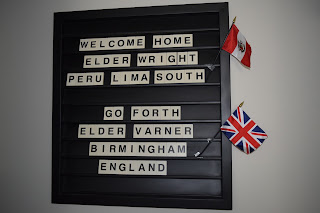 WELCOME HOME
ELDER WRIGHT
PERU LIMA SOUTH
GO FORTH
ELDER VARNER
BIRMINGHAM
ENGLAND